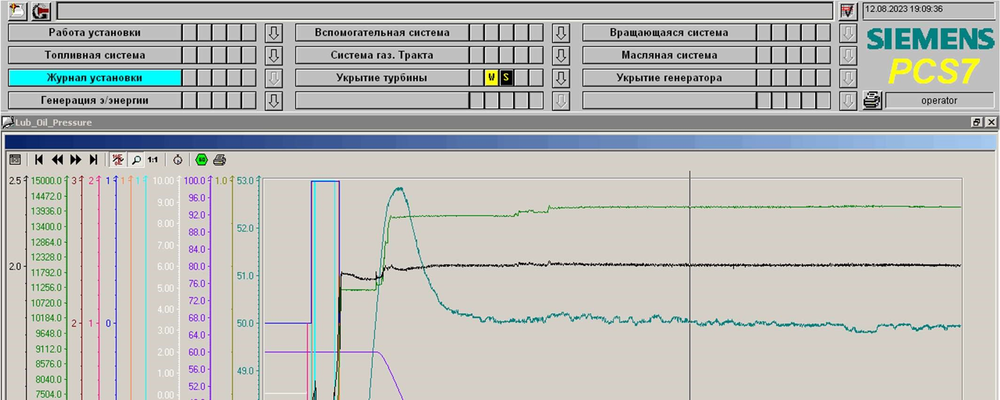 12.08.2023 19:09:36
Работа установки
Вспомогательная система
Вращающаяся система
SIEMENS
Топливная система
Система газ. Тракта
Масляная система
PCS7
Журнал установки
Укрытие турбины W S
Укрытие генератора
Генерация э/энергии
operator
Lub_Oil_Pressure
1:1
2.5 15000.0 3 2 1 1 1 10.00 100.0 1.0 53.0
14472.0 96.0
9.00
13936.0 92.0
8.00
13400.0 88.0 52.0
12864.0 7.00 84.0
12328.0
2.0 6.00 80.0
11792.0 51.0
11256.0 5.00 76.0
10720.0 72.0
10184.0 4.00 68.0
2 1 0 50.0
9648.0 3.00 64.0
9112.0 2.00 60.0
8576.0 56.0 49.0
8040.0 1.00
52.0
7504.0 0.00